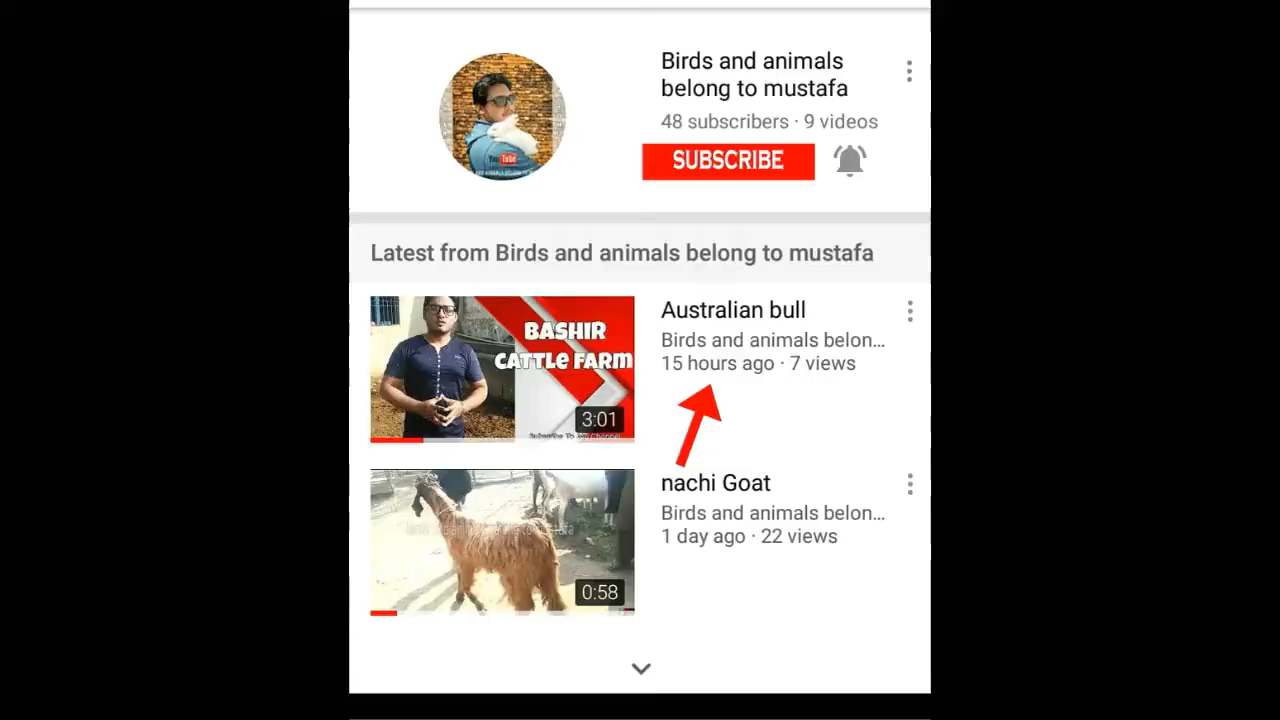 Birds and animals
belong to mustafa
48 subscribers · 9 videos
SUBSCRIBE
YouTube
Latest from Birds and animals belong to mustafa
BASHIR
CATTLE FARM
3:01
Australian bull
Birds and animals belon...
15 hours ago · 7 views
nachi Goat
Birds and animals belon...
1 day ago · 22 views
0:58